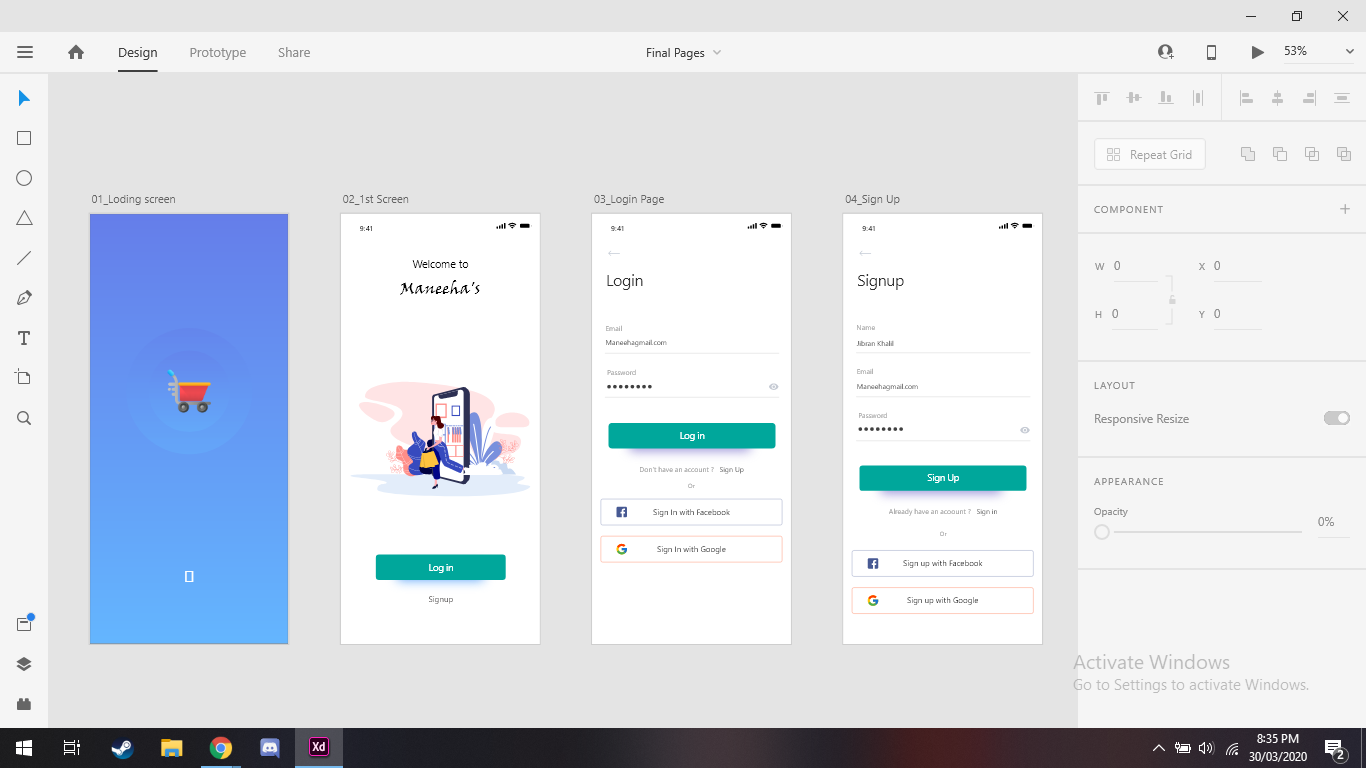 Design Prototype Share
Final Pages
53%
Repeat Grid
COMPONENT
W 0 X 0
H 0 Y 0
LAYOUT
Responsive Resize
APPEARANCE
Opacity
0%
01_Loding screen
02_1st Screen
9:41
Welcome to
Maneeha's
Log in
Signup
03_Login Page
9:41
Login
Email
Maneehagmail.com
Password
Log in
Don't have an account ? Sign Up
Or
Sign In with Facebook
G Sign In with Google
04_Sign Up
9:41
Signup
Name
Jibran Khalil
Email
Maneehagmail.com
Password
Sign Up
Already have an account ? Sign in
Or
Sign up with Facebook
G Sign up with Google
Activate Windows
Go to Settings to activate Windows.
Xd
8:35 PM
30/03/2020
2